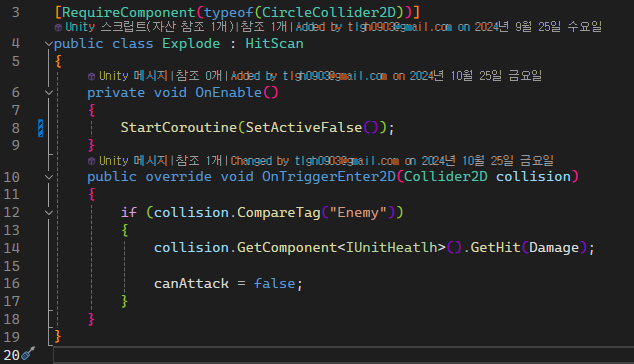 3 [RequireComponent(typeof(CircleCollider2D))]
Unity 스크립트(자산 참조 1개)|참조 1개|Added by tlgh0903@gmail.com on 2024년 9월 25일 수요일
4 public class Explode : HitScan
5 {
Unity 메시지|참조 0개|Added by tlgh0903@gmail.com on 2024년 10월 25일 금요일
6 private void OnEnable()
7 {
8 StartCoroutine(SetActiveFalse());
9 }
Unity 메시지|참조 1개|Changed by tlgh0903@gmail.com on 2024년 10월 25일 금요일
10 public override void OnTriggerEnter2D(Collider2D collision)
11 {
12 if (collision.CompareTag("Enemy"))
13 {
14 collision.GetComponent<IUnitHeatlh>().GetHit(Damage);
15
16 canAttack = false;
17 }
18 }
19 }
20